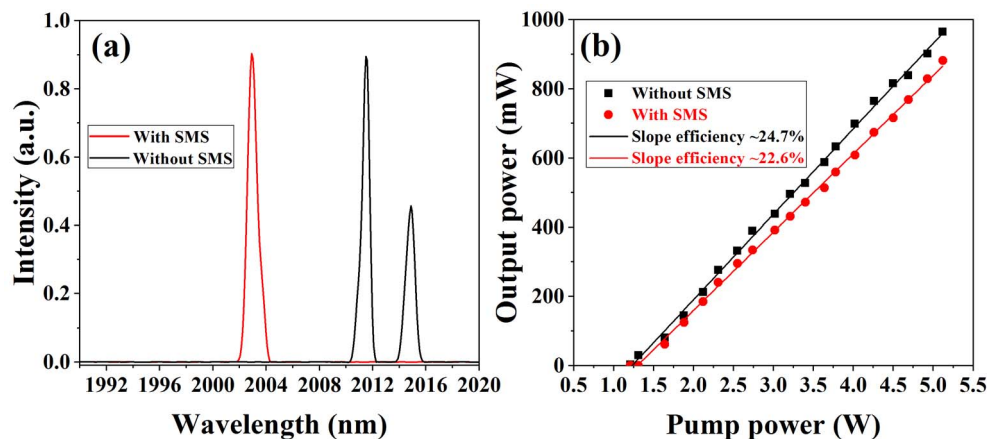 (a)
With SMS
Without SMS
Intensity (a.u.)
1.0
0.8
0.6
0.4
0.2
0.0
1992 1996 2000 2004 2008 2012 2016 2020
Wavelength (nm)
(b)
Without SMS
With SMS
Slope efficiency ~24.7%
Slope efficiency ~22.6%
Output power (mW)
1000
800
600
400
200
0
0.5 1.0 1.5 2.0 2.5 3.0 3.5 4.0 4.5 5.0 5.5
Pump power (W)